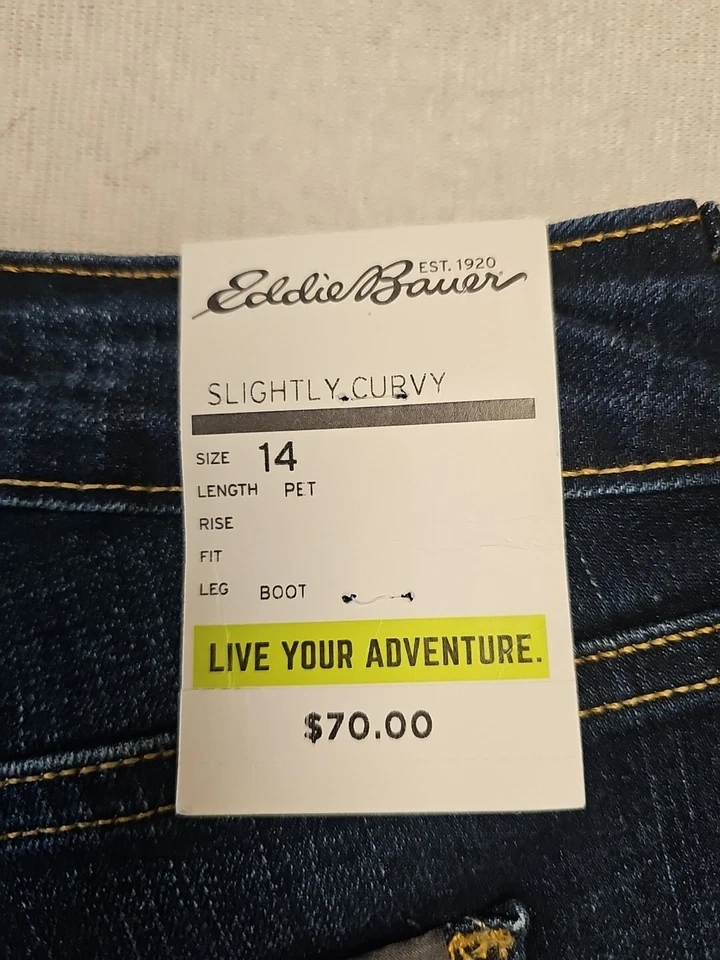 EST. 1920
Eddie Bauer
SLIGHTLY CURVY
SIZE 14
LENGTH PET
RISE
FIT
LEG BOOT
LIVE YOUR ADVENTURE.
$70.00